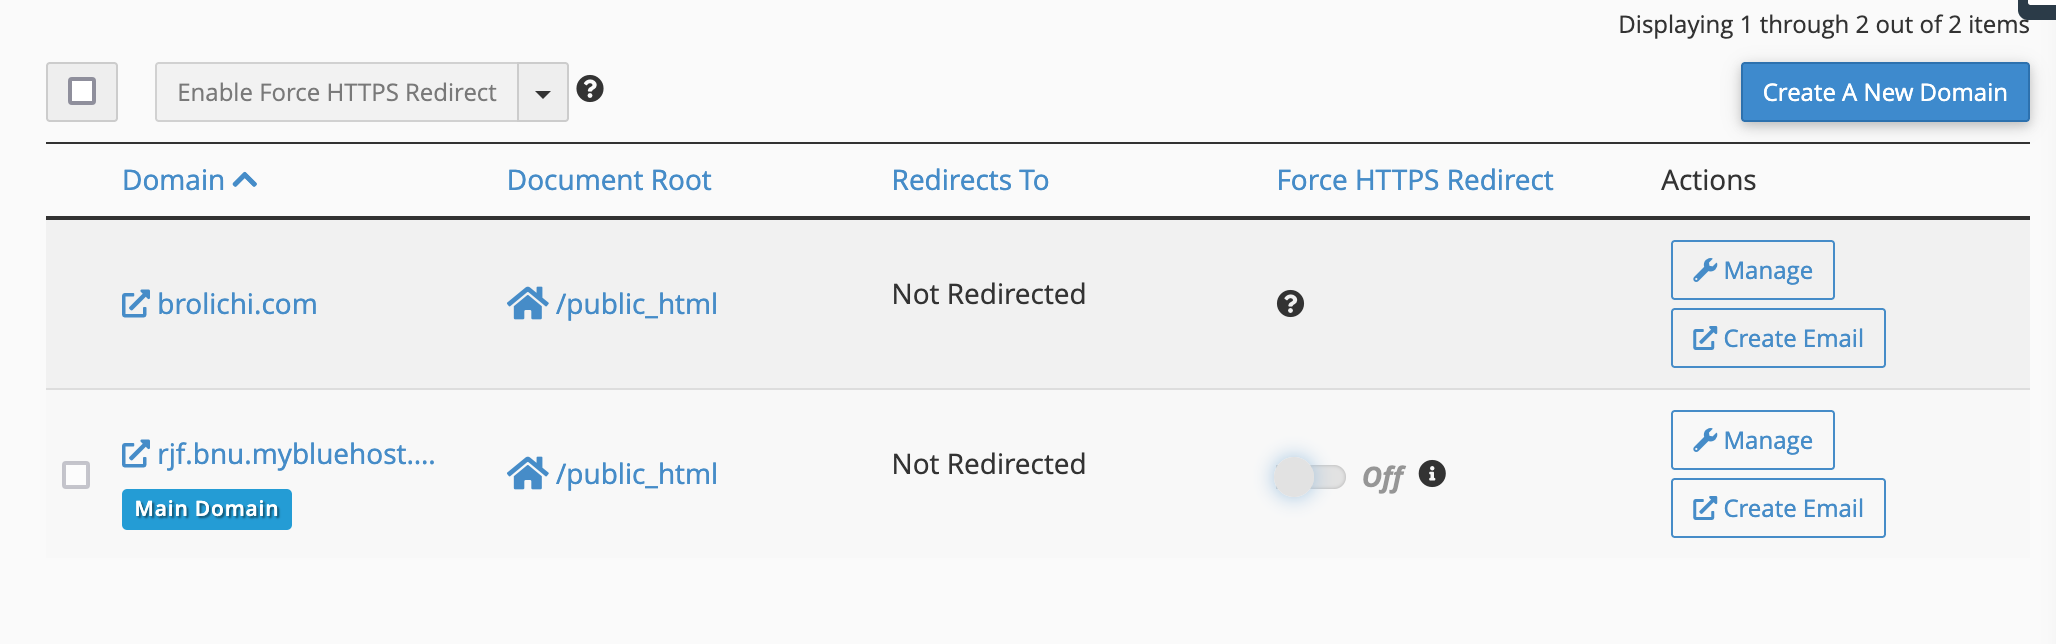 Displaying 1 through 2 out of 2 items
Enable Force HTTPS Redirect
Create A New Domain
Domain Document Root Redirects To Force HTTPS Redirect Actions
brolichi.com /public_html Not Redirected Manage
Create Email
rjf.bnu.mybluehost.... /public_html Not Redirected Off Manage
Main Domain Create Email